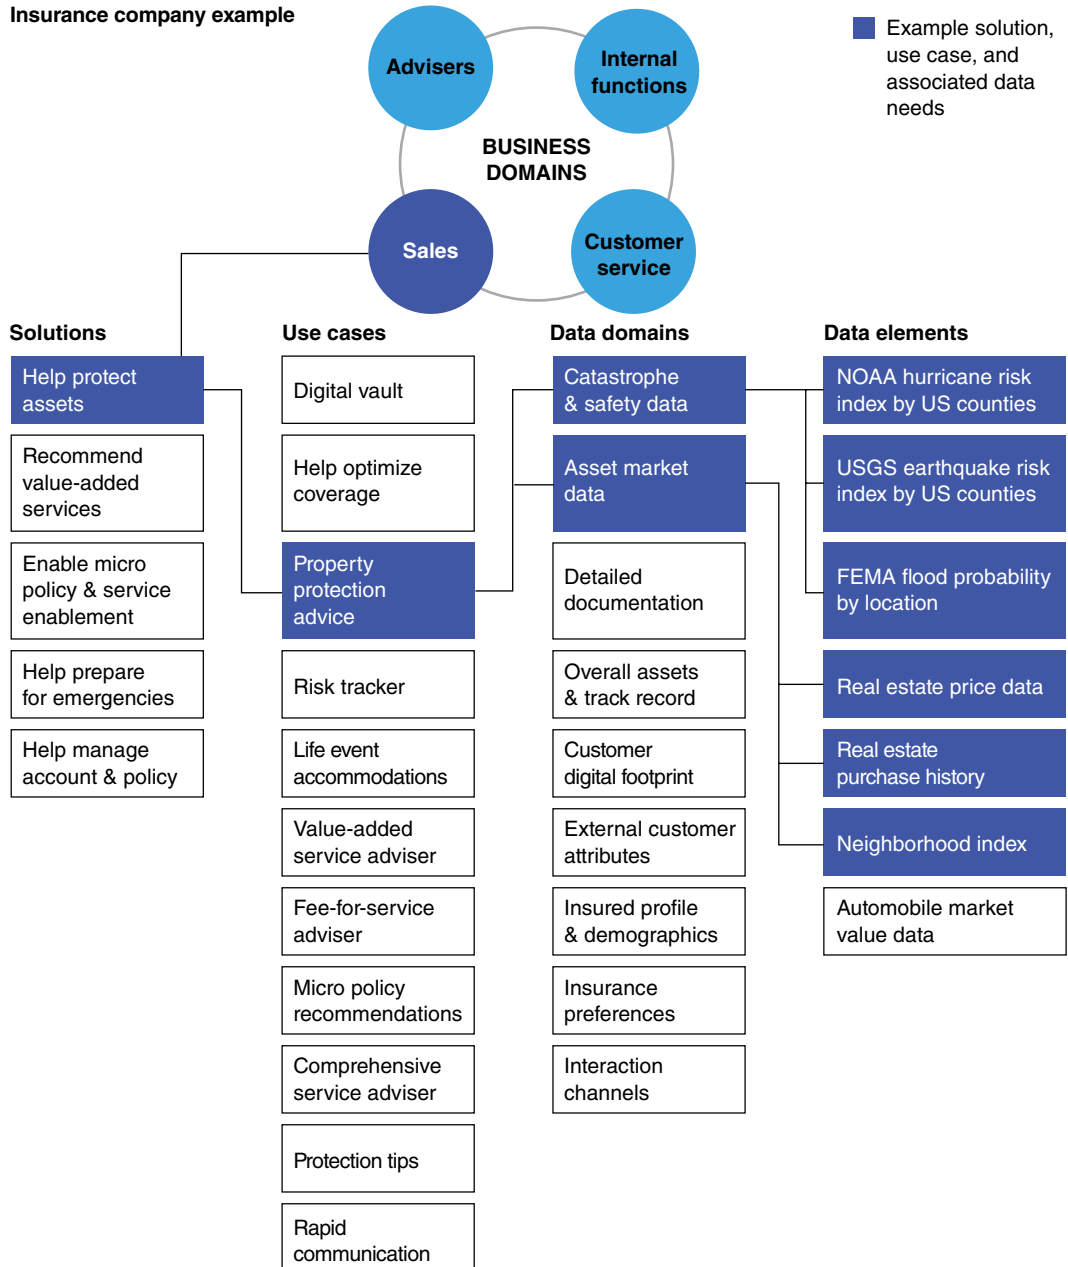 Insurance company example
Example solution,
use case, and
associated data
needs
Advisers
Internal
functions
BUSINESS
DOMAINS
Sales
Customer
service
Solutions
Help protect
assets
Recommend
value-added
services
Enable micro
policy & service
enablement
Help prepare
for emergencies
Help manage
account & policy
Use cases
Digital vault
Help optimize
coverage
Property
protection
advice
Risk tracker
Life event
accommodations
Value-added
service adviser
Fee-for-service
adviser
Micro policy
recommendations
Comprehensive
service adviser
Protection tips
Rapid
communication
Data domains
Catastrophe
& safety data
Asset market
data
Detailed
documentation
Overall assets
& track record
Customer
digital footprint
External customer
attributes
Insured profile
& demographics
Insurance
preferences
Interaction
channels
Data elements
NOAA hurricane risk
index by US counties
USGS earthquake risk
index by US counties
FEMA flood probability
by location
Real estate price data
Real estate
purchase history
Neighborhood index
Automobile market
value data